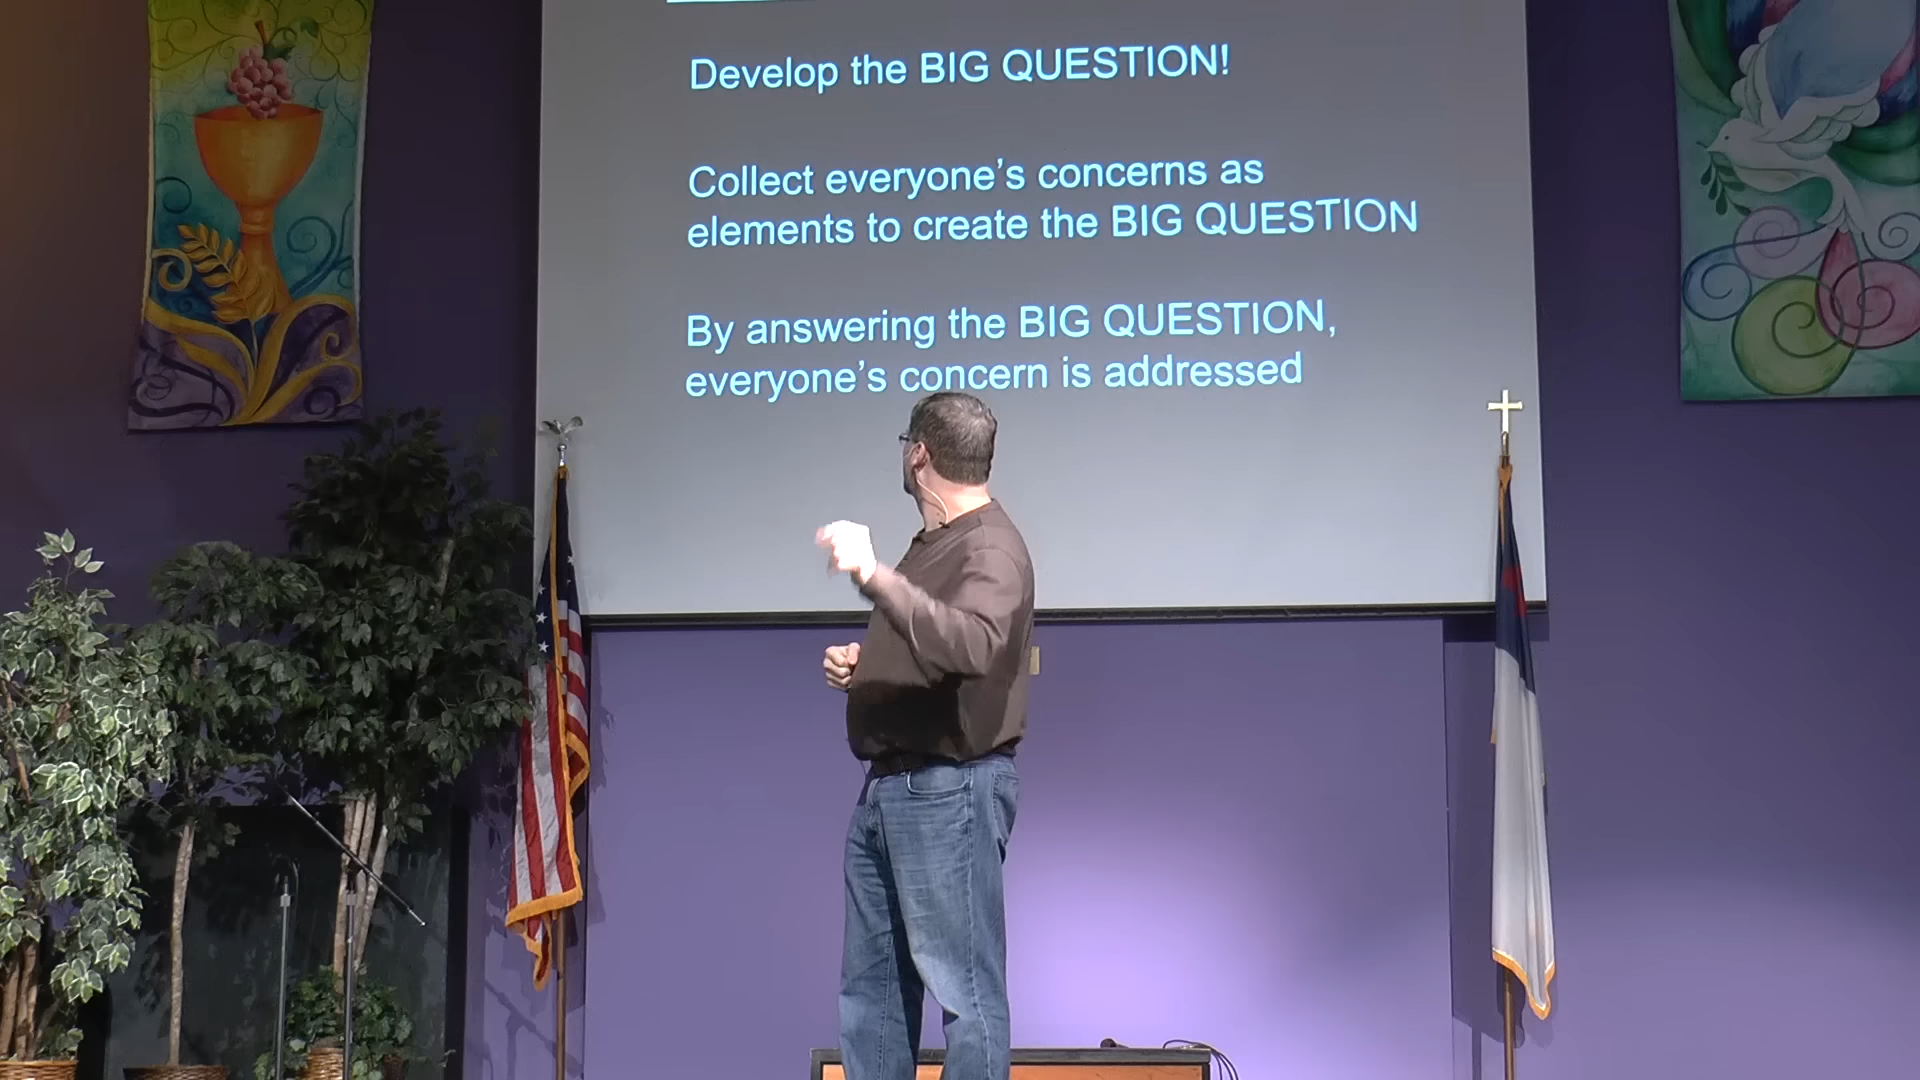 Develop the BIG QUESTION!
Collect everyone’s concerns as
elements to create the BIG QUESTION
By answering the BIG QUESTION,
everyone’s concern is addressed